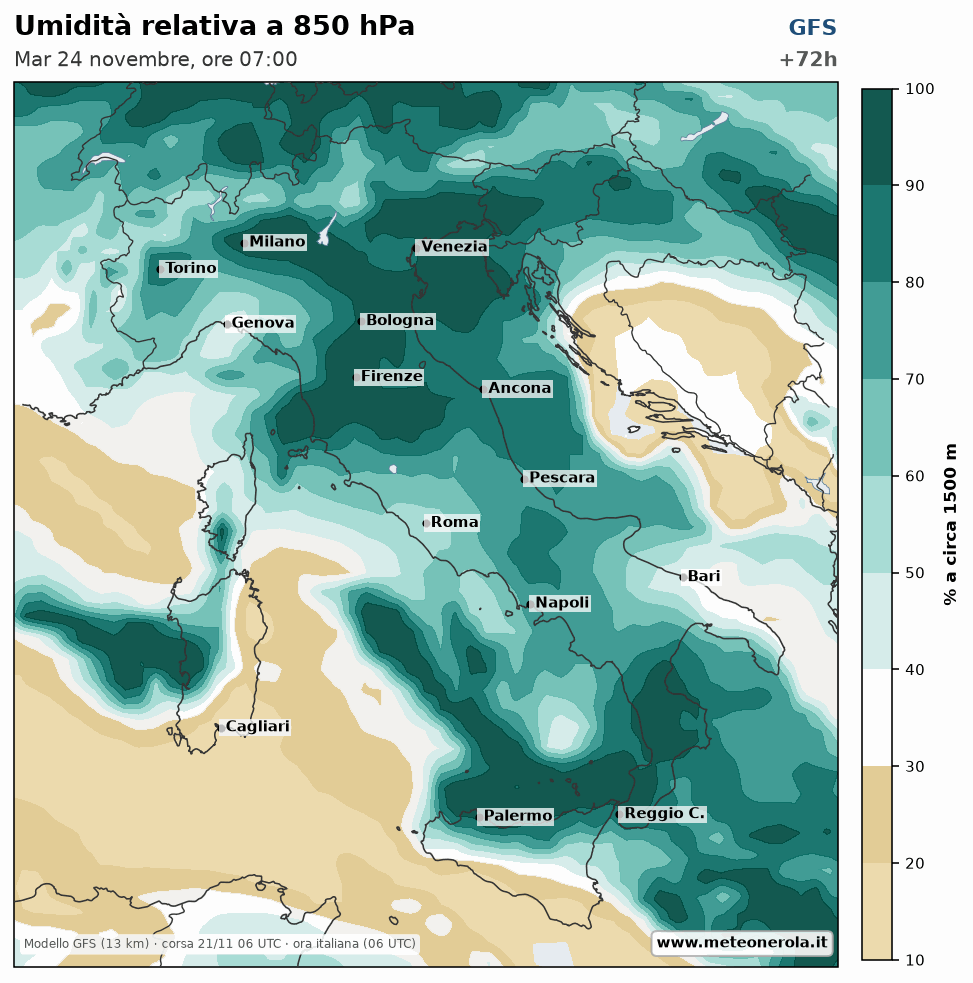 Umidità relativa a 850 hPa
GFS
Mar 24 novembre, ore 07:00
+72h
Milano
Venezia
Torino
Genova
Bologna
Firenze
Ancona
Pescara
Roma
Bari
Napoli
Cagliari
Palermo
Reggio C.
100
90
80
70
60
50
40
30
20
10
% a circa 1500 m
Modello GFS (13 km) · corsa 21/11 06 UTC · ora italiana (06 UTC)
www.meteonerola.it